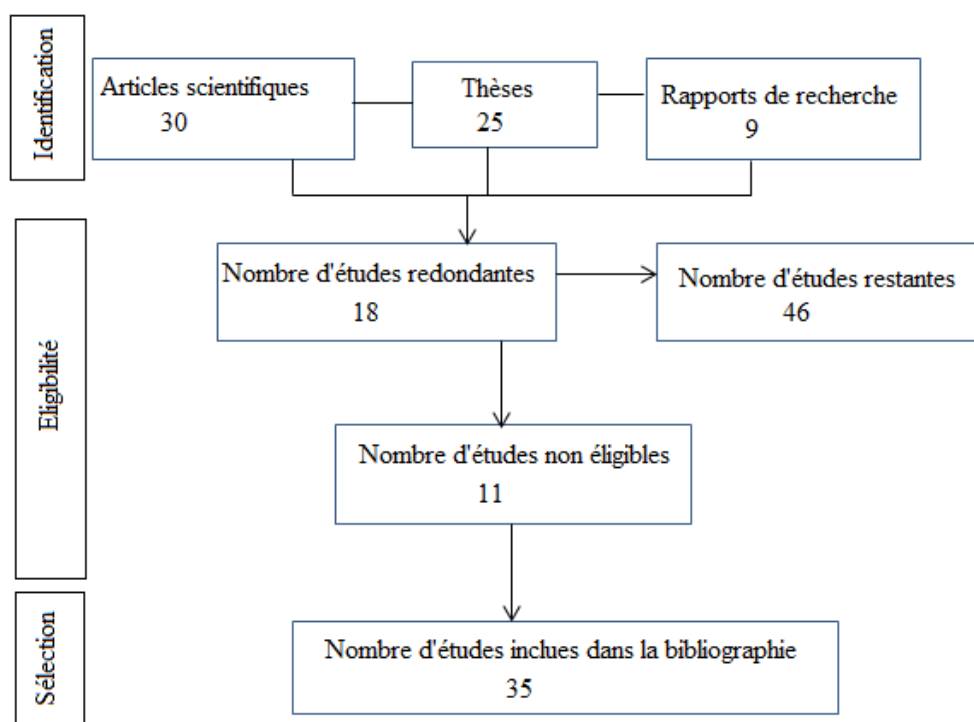 Identification
Articles scientifiques
30
Thèses
25
Rapports de recherche
9
Eligibilité
Nombre d'études redondantes
18
Nombre d'études restantes
46
Nombre d'études non éligibles
11
Sélection
Nombre d'études inclues dans la bibliographie
35